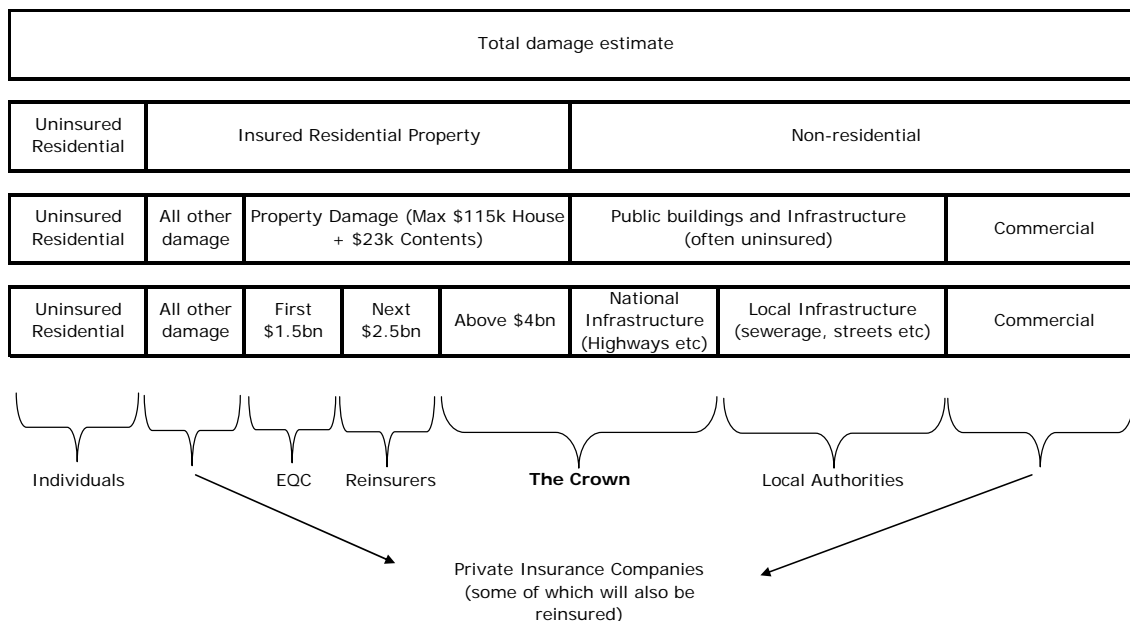 Total damage estimate
Uninsured
Residential
Insured Residential Property
Non-residential
Uninsured
Residential
All other
damage
Property Damage (Max $115k House
+ $23k Contents)
Public buildings and Infrastructure
(often uninsured)
Commercial
Uninsured
Residential
All other
damage
First
$1.5bn
Next
$2.5bn
Above $4bn
National
Infrastructure
(Highways etc)
Local Infrastructure
(sewerage, streets etc)
Commercial
Individuals
EQC
Reinsurers
The Crown
Local Authorities
Private Insurance Companies
(some of which will also be
reinsured)